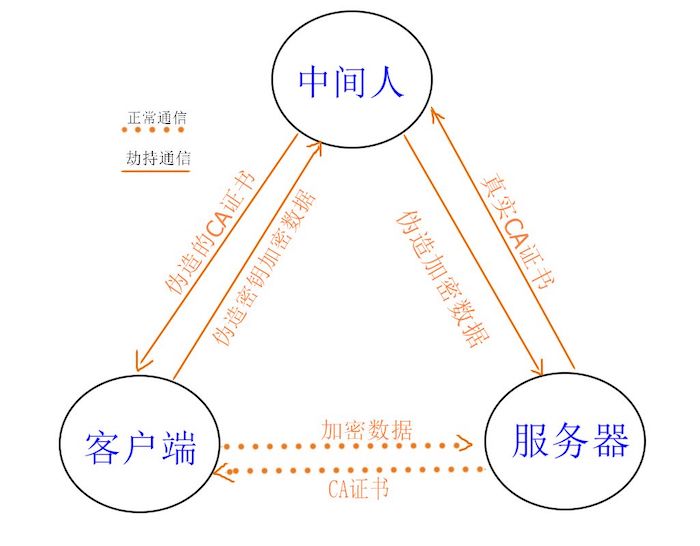 中间人
正常通信
劫持通信
伪造的CA证书
伪造密钥加密数据
伪造加密数据
真实CA证书
客户端
加密数据
服务器
CA证书